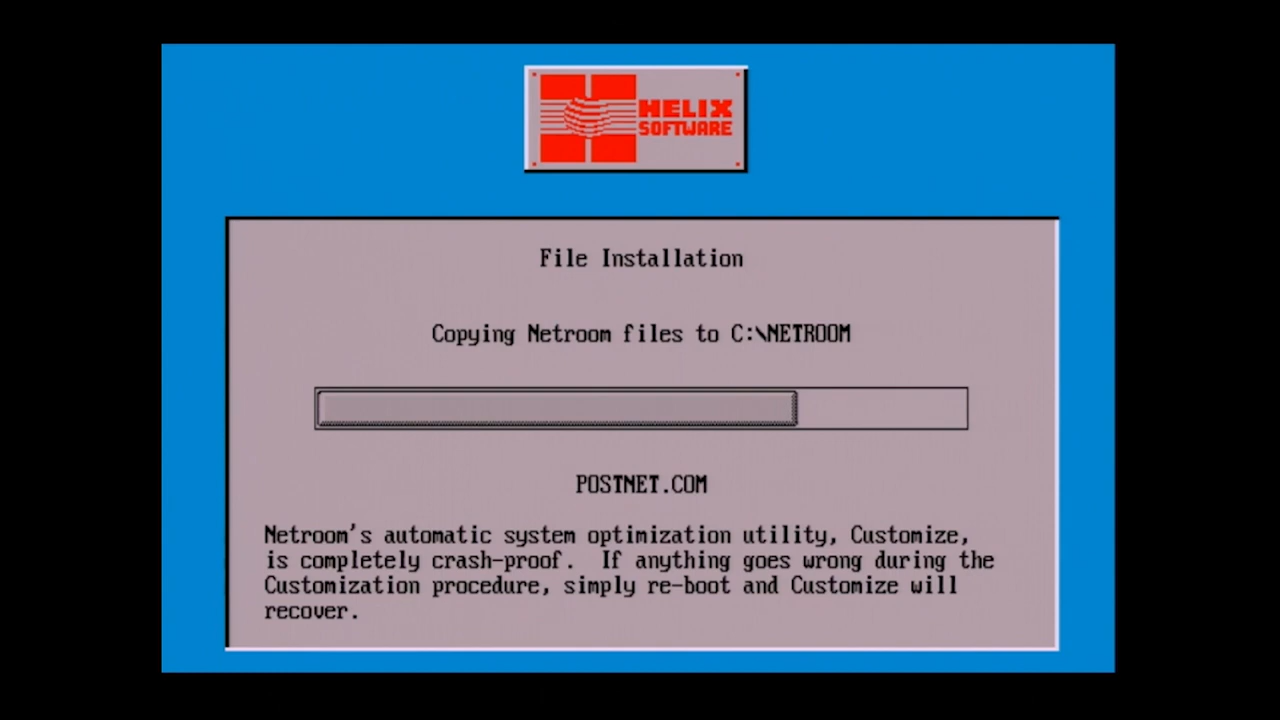 HELIX
SOFTWARE
File Installation
Copying Netroom files to C:\NETROOM
POSTNET.COM
Netroom's automatic system optimization utility, Customize,
is completely crash-proof.  If anything goes wrong during the
Customization procedure, simply re-boot and Customize will
recover.